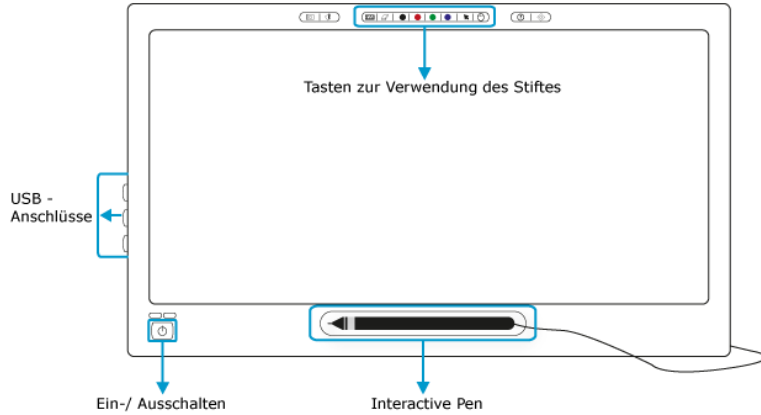 Tasten zur Verwendung des Stiftes
USB -
Anschlüsse
Ein-/ Ausschalten
Interactive Pen